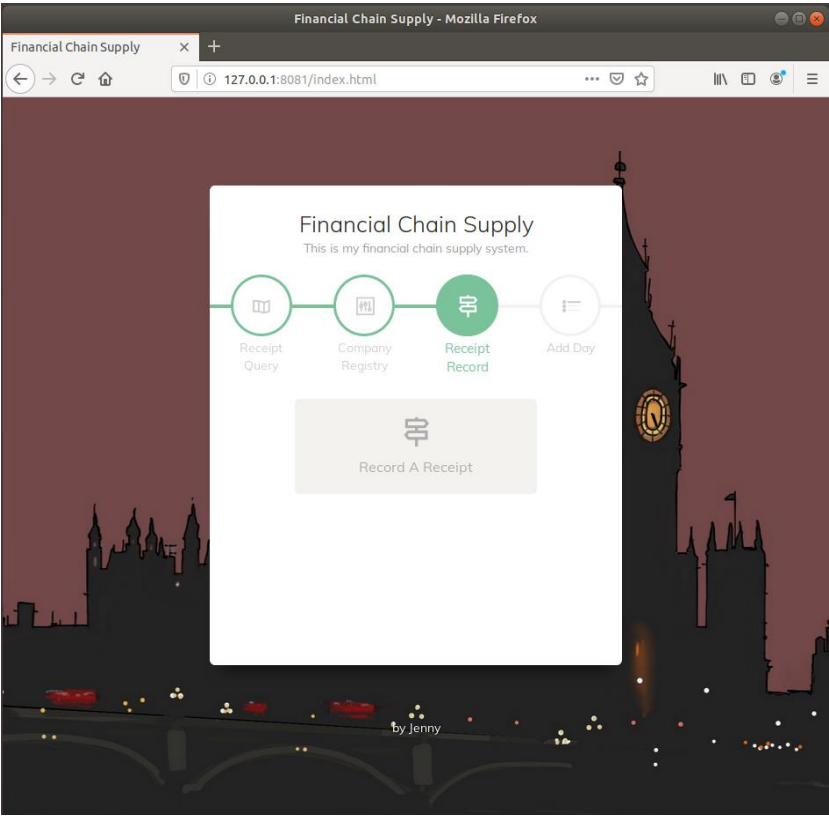 Financial Chain Supply - Mozilla Firefox
Financial Chain Supply
127.0.0.1:8081/index.html
Financial Chain Supply
This is my financial chain supply system.
Receipt
Query
Company
Registry
Receipt
Record
Add Day
Record A Receipt
by Jenny